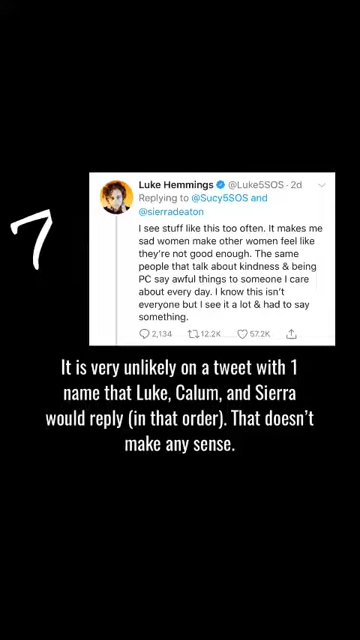 7
Luke Hemmings @Luke5SOS · 2d
Replying to @Sucy5SOS and
@sierradeaton
I see stuff like this too often. It makes me
sad women make other women feel like
they're not good enough. The same
people that talk about kindness & being
PC say awful things to someone I care
about every day. I know this isn't
everyone but I see it a lot & had to say
something.
2,134 12.2K 57.2K
It is very unlikely on a tweet with 1
name that Luke, Calum, and Sierra
would reply (in that order). That doesn't
make any sense.